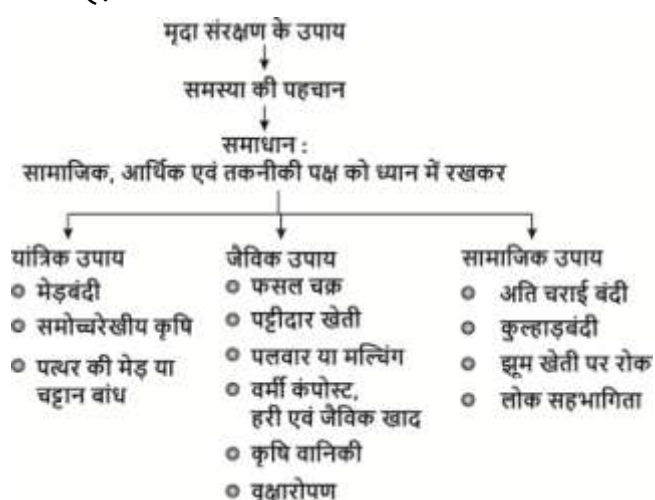 मृदा संरक्षण के उपाय
समस्या की पहचान
समाधान :
सामाजिक, आर्थिक एवं तकनीकी पक्ष को ध्यान में रखकर
यांत्रिक उपाय
मेड़बंदी
समोच्चरेखीय कृषि
पत्थर की मेड़ या
चट्टान बांध
जैविक उपाय
फसल चक्र
पट्टीदार खेती
पलवार या मल्चिंग
वर्मी कंपोस्ट,
हरी एवं जैविक खाद
कृषि वानिकी
वृक्षारोपण
सामाजिक उपाय
अति चराई बंदी
कुल्हाड़बंदी
झूम खेती पर रोक
लोक सहभागिता